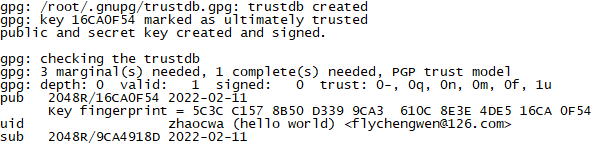 gpg: /root/.gnupg/trustdb.gpg: trustdb created
gpg: key 16CA0F54 marked as ultimately trusted
public and secret key created and signed.
gpg: checking the trustdb
gpg: 3 marginal(s) needed, 1 complete(s) needed, PGP trust model
gpg: depth: 0  valid:   1  signed:   0  trust: 0-, 0q, 0n, 0m, 0f, 1u
pub   2048R/16CA0F54 2022-02-11
      Key fingerprint = 5C3C C157 8B50 D339 9CA3  610C 8E3E 4DE5 16CA 0F54
uid                  zhaocwa (hello world) <flychengwen@126.com>
sub   2048R/9CA4918D 2022-02-11